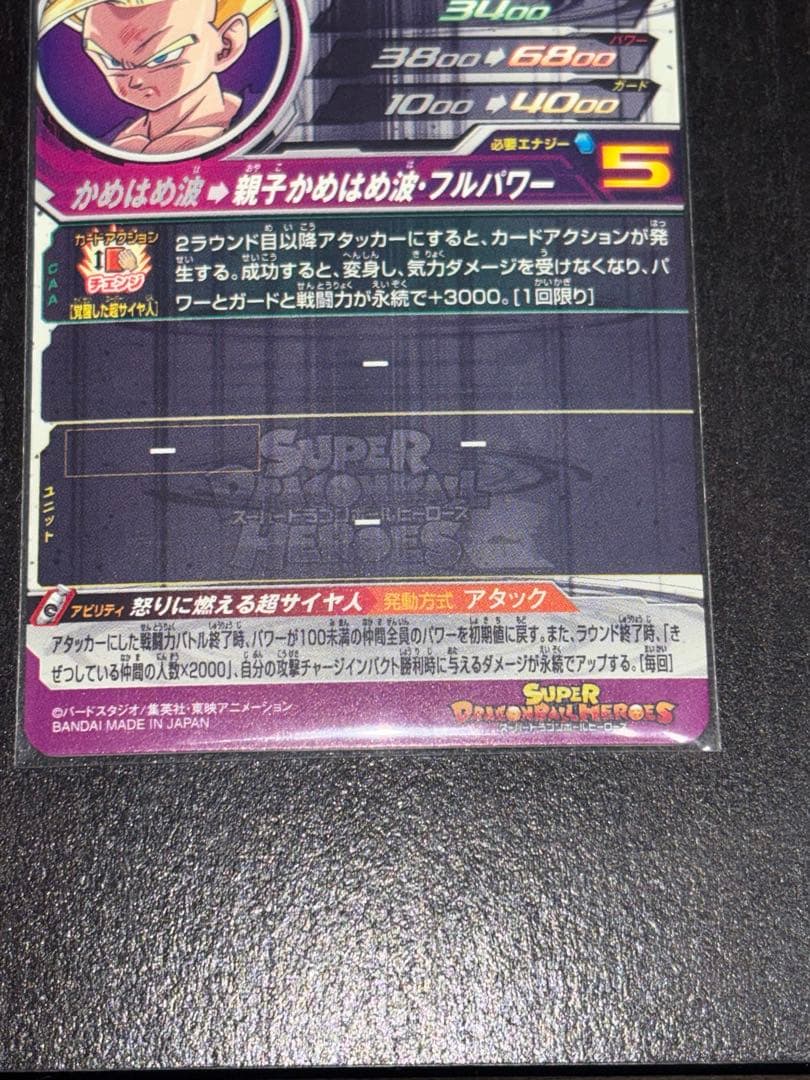 3400
パワー
3800➡6800
ガード
1000➡4000
必要エナジー 5
かめはめ波➡親子かめはめ波・フルパワー
カードアクション
チェンジ
[覚醒した超サイヤ人]
CAA
2ラウンド目以降アタッカーにすると、カードアクションが発
生する。成功すると、変身し、気力ダメージを受けなくなり、パ
ワーとガードと戦闘力が永続で+3000。[1回限り]
ー
ー
ー
ー
ユニット
SUPER
DRAGONBALL
スーパードラゴンボールヒーローズ
HEROES
アビリティ 怒りに燃える超サイヤ人 発動方式 アタック
アタッカーにした戦闘力バトル終了時、パワーが100未満の仲間全員のパワーを初期値に戻す。また、ラウンド終了時、「き
ぜつしている仲間の人数×2000」、自分の攻撃チャージインパクト勝利時に与えるダメージが永続でアップする。[毎回]
©バードスタジオ/集英社・東映アニメーション
BANDAI MADE IN JAPAN
SUPER
DRAGONBALL HEROES
スーパードラゴンボールヒーローズ